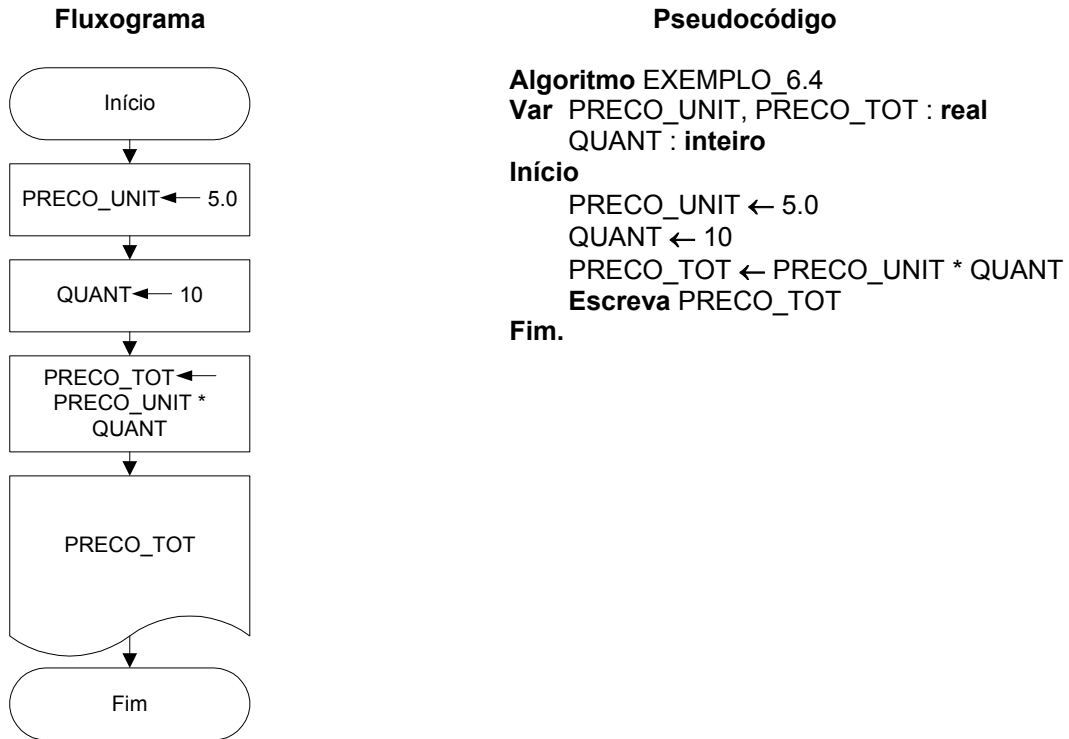 Fluxograma
Início
PRECO_UNIT← 5.0
QUANT← 10
PRECO_TOT←
PRECO_UNIT *
QUANT
PRECO_TOT
Fim
Pseudocódigo
Algoritmo EXEMPLO_6.4
Var PRECO_UNIT, PRECO_TOT : real
QUANT : inteiro
Início
PRECO_UNIT ← 5.0
QUANT ← 10
PRECO_TOT ← PRECO_UNIT * QUANT
Escreva PRECO_TOT
Fim.